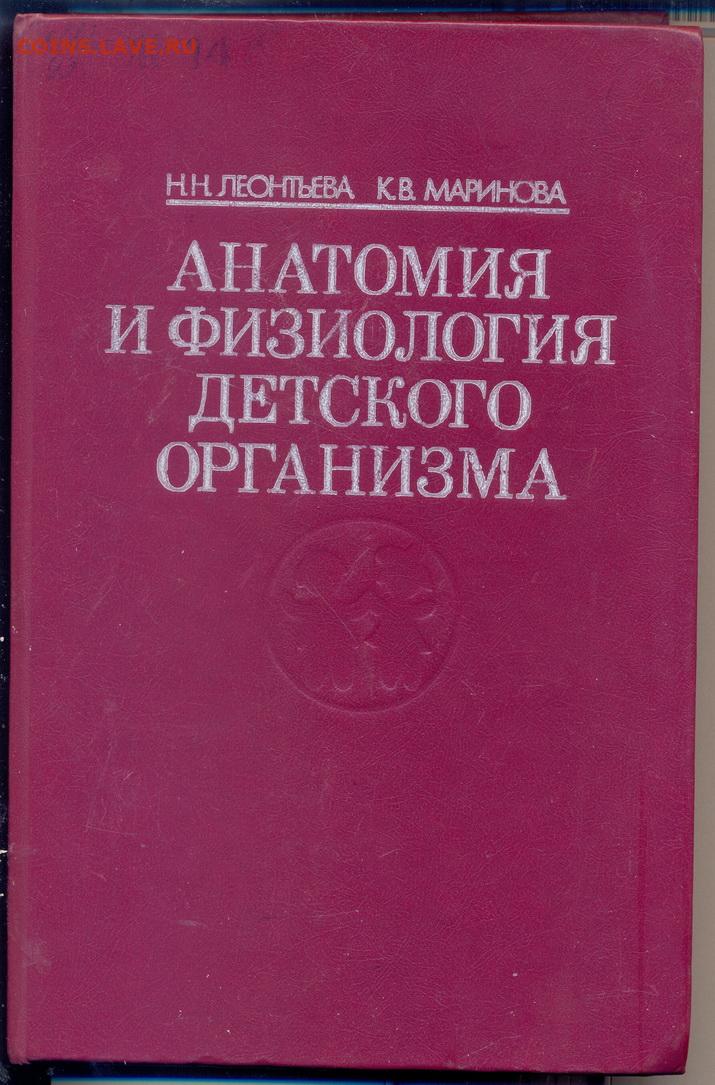 COINS.LAVE.RU
Н.Н. ЛЕОНТЬЕВА К.В. МАРИНОВА
АНАТОМИЯ
И ФИЗИОЛОГИЯ
ДЕТСКОГО
ОРГАНИЗМА